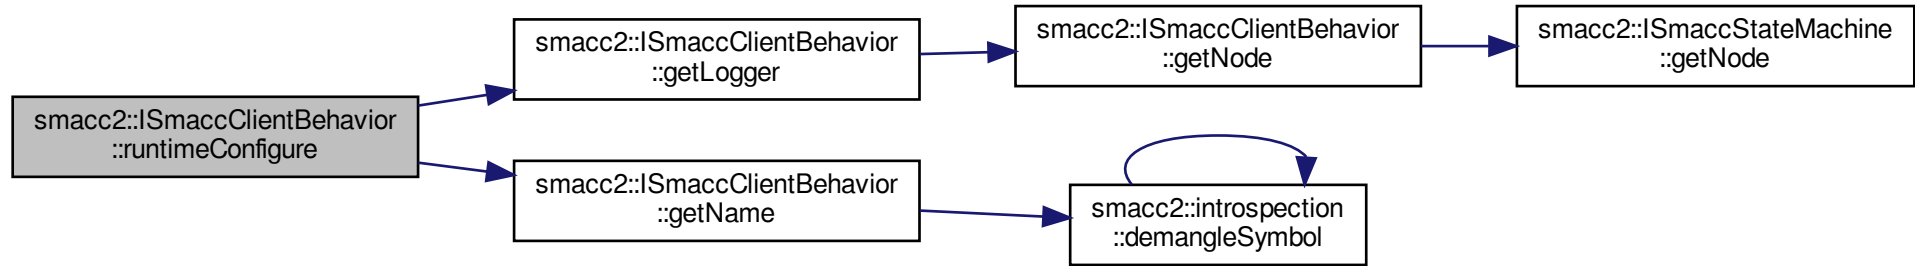 smacc2::ISmaccClientBehavior
::runtimeConfigure
smacc2::ISmaccClientBehavior
::getLogger
smacc2::ISmaccClientBehavior
::getNode
smacc2::ISmaccStateMachine
::getNode
smacc2::ISmaccClientBehavior
::getName
smacc2::introspection
::demangleSymbol